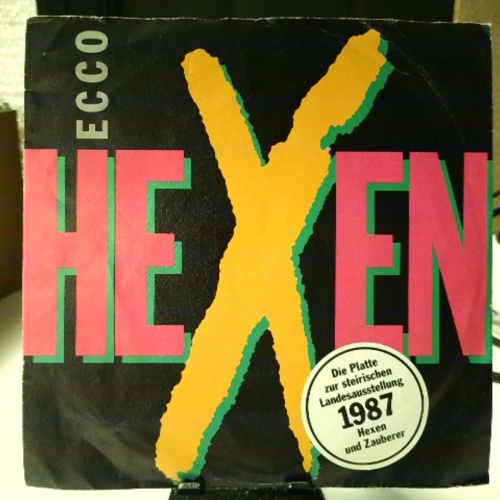 ECCO
HEXEN
Die Platte
zur steirischen
Landesausstellung
1987
Hexen
und Zauberer